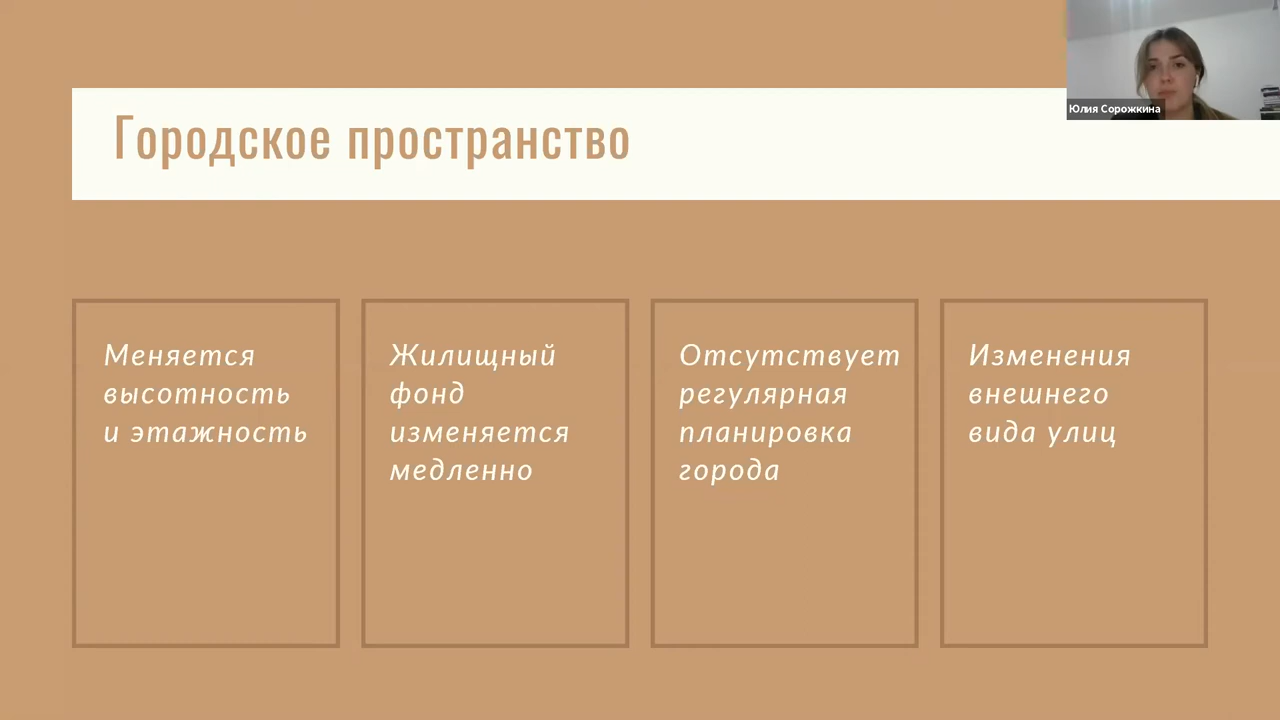 Юлия Сорожкина
Городское пространство
Меняется
высотность
и этажность
Жилищный
фонд
изменяется
медленно
Отсутствует
регулярная
планировка
города
Изменения
внешнего
вида улиц